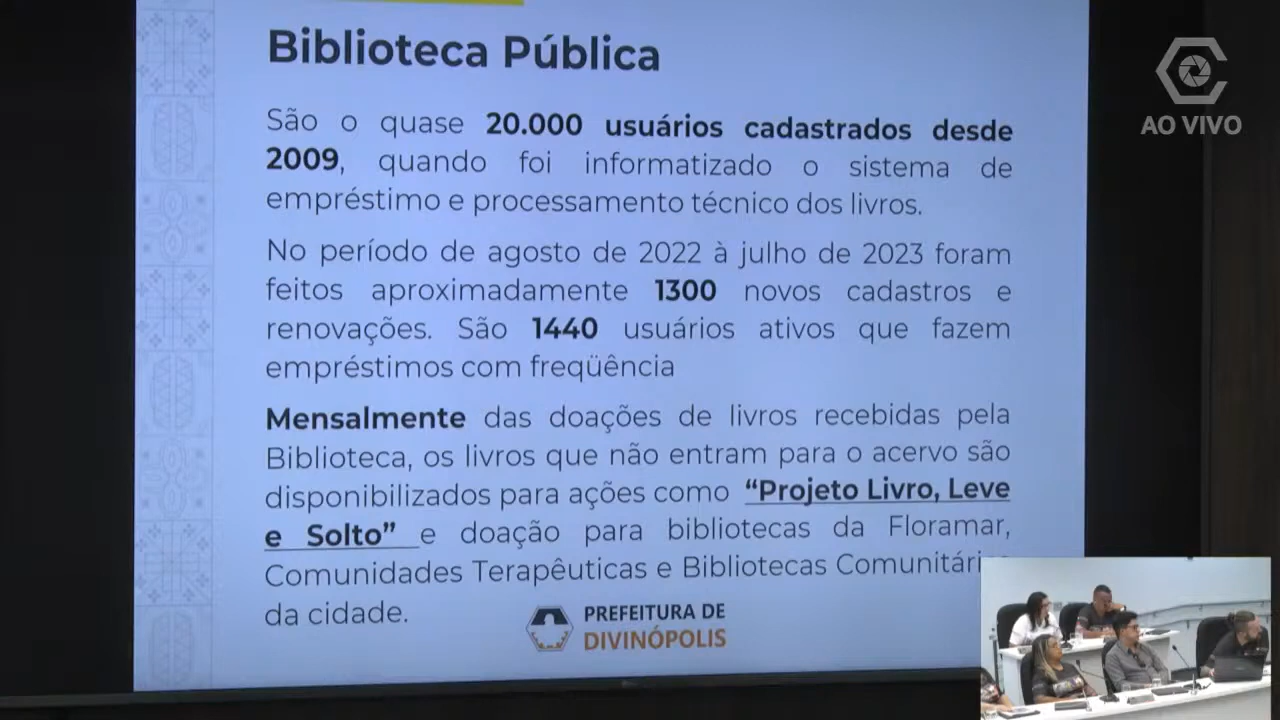 Biblioteca Pública
AO VIVO
São o quase 20.000 usuários cadastrados desde
2009, quando foi informatizado o sistema de
empréstimo e processamento técnico dos livros.
No período de agosto de 2022 à julho de 2023 foram
feitos aproximadamente 1300 novos cadastros e
renovações. São 1440 usuários ativos que fazem
empréstimos com freqüência
Mensalmente das doações de livros recebidas pela
Biblioteca, os livros que não entram para o acervo são
disponibilizados para ações como “Projeto Livro, Leve
e Solto” e doação para bibliotecas da Floramar,
Comunidades Terapêuticas e Bibliotecas
da cidade.
PREFEITURA DE
DIVINÓPOLIS